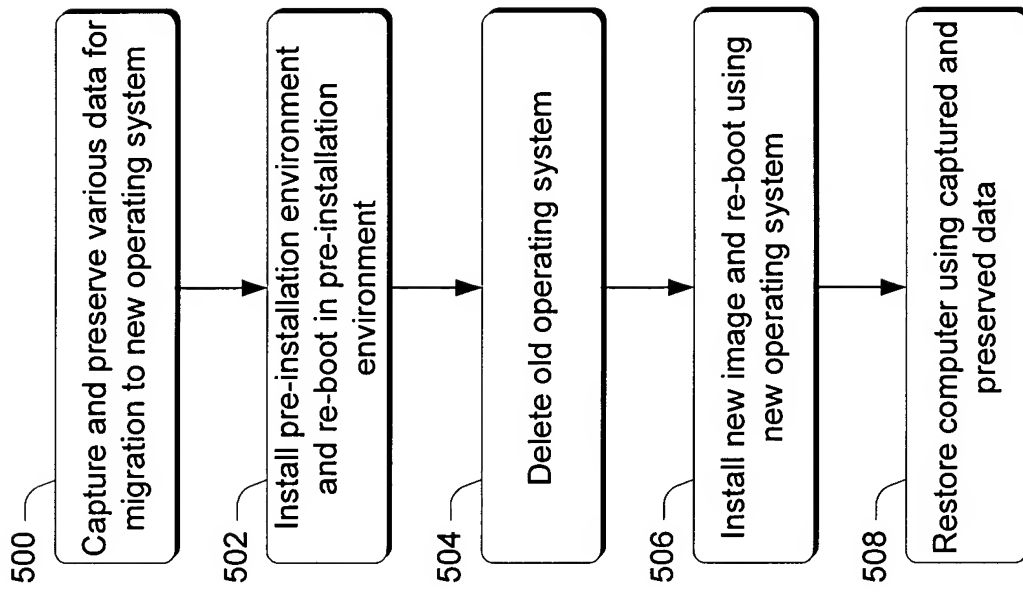 500
Capture and preserve various data for
migration to new operating system
502
Install pre-installation environment
and re-boot in pre-installation
environment
504
Delete old operating system
506
Install new image and re-boot using
new operating system
508
Restore computer using captured and
preserved data